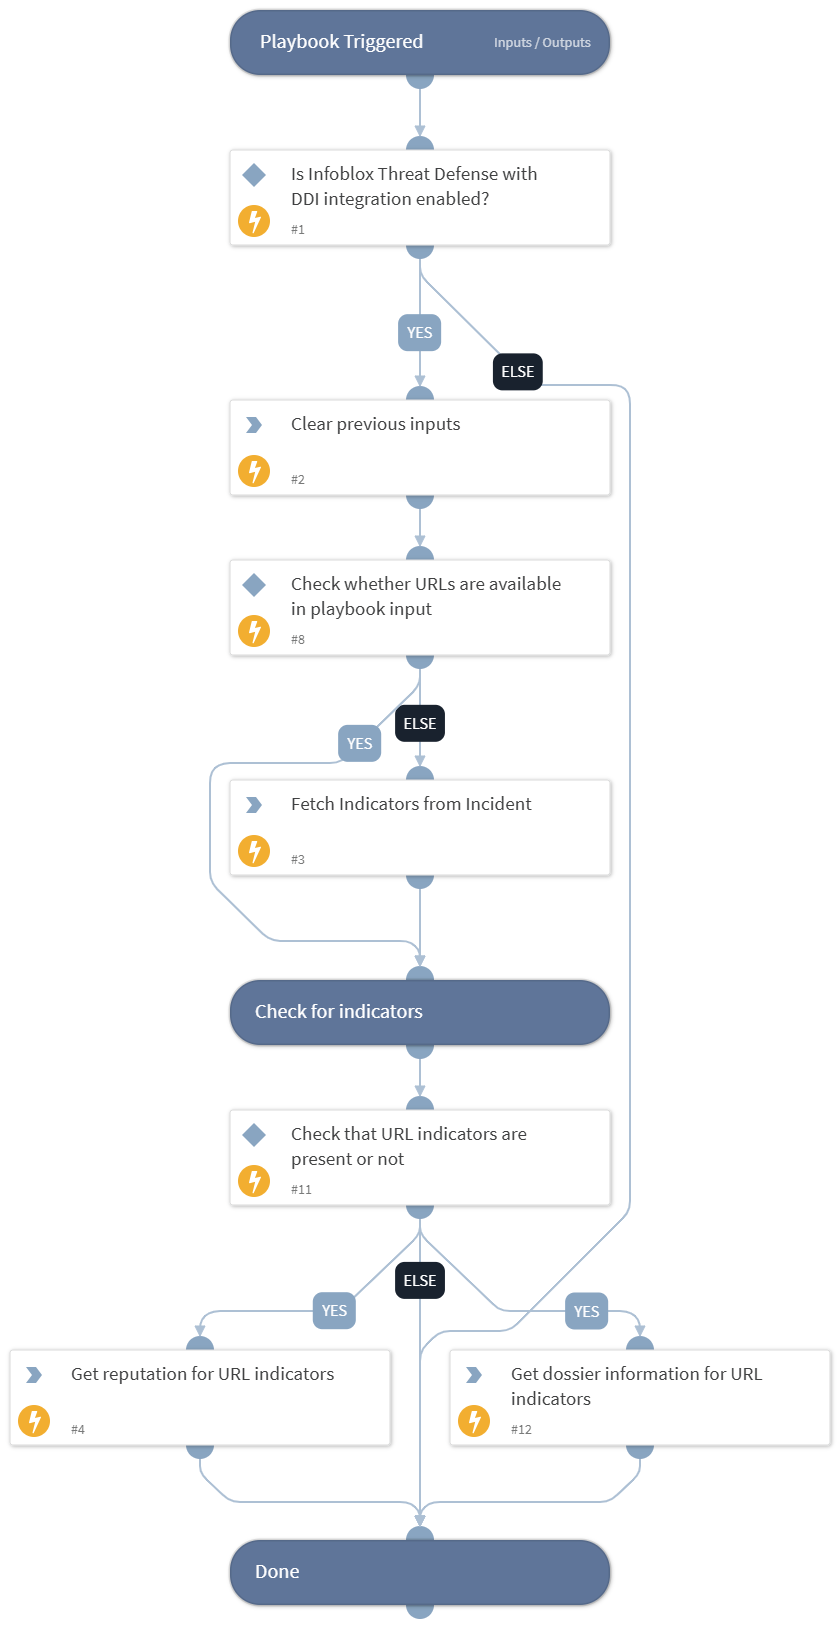 Playbook Triggered
Inputs / Outputs
Is Infoblox Threat Defense with
DDI integration enabled?
#1
YES
ELSE
Clear previous inputs
#2
Check whether URLs are available
in playbook input
#8
ELSE
YES
Fetch Indicators from Incident
#3
Check for indicators
Check that URL indicators are
present or not
#11
ELSE
YES
YES
Get reputation for URL indicators
#4
Get dossier information for URL
indicators
#12
Done